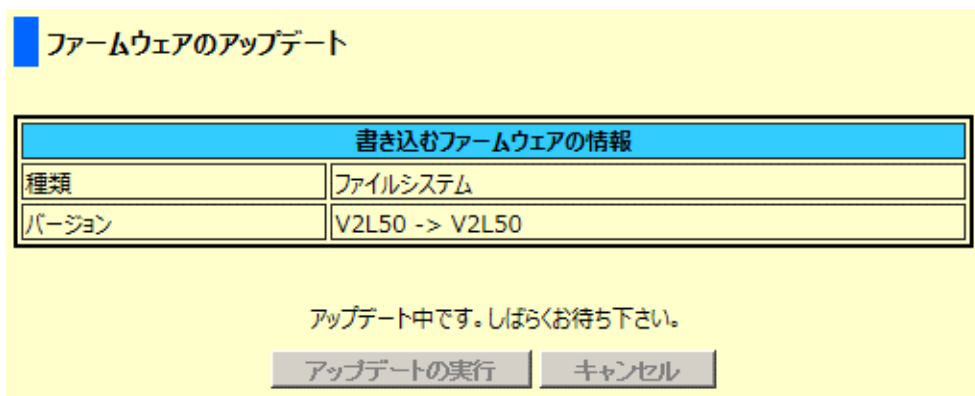 ファームウェアのアップデート
書き込むファームウェアの情報
種類 ファイルシステム
バージョン V2L50 -> V2L50
アップデート中です。しばらくお待ち下さい。
アップデートの実行 キャンセル